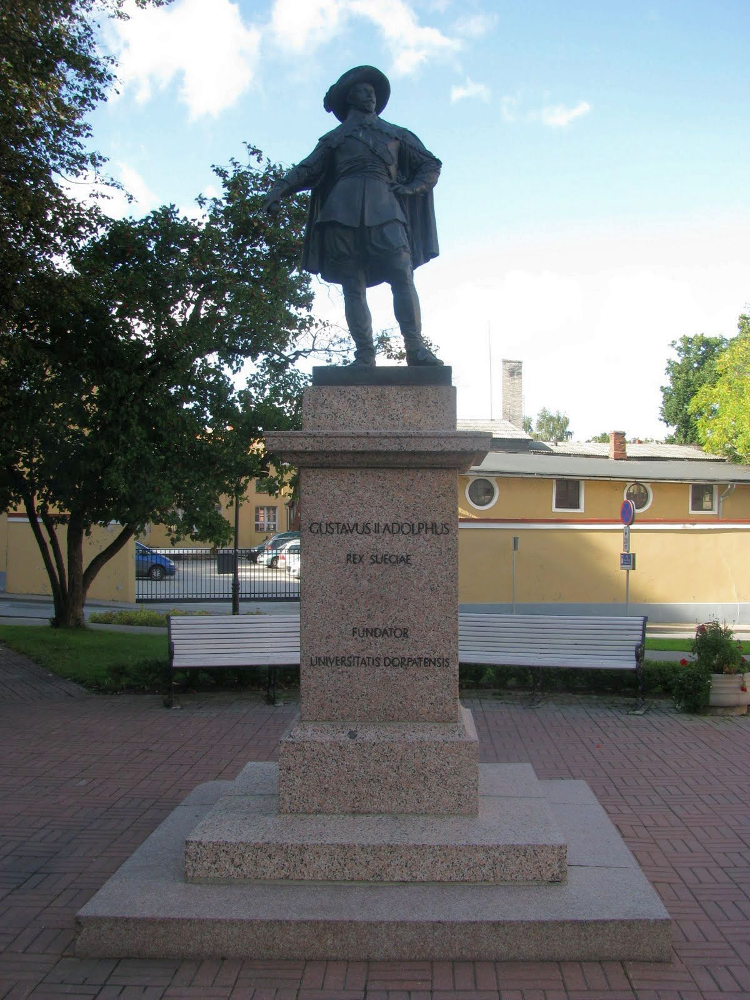 GUSTAVUS II ADOLPHUS
REX SUECIAE
FUNDATOR
UNIVERSITATIS DORPATENSIS